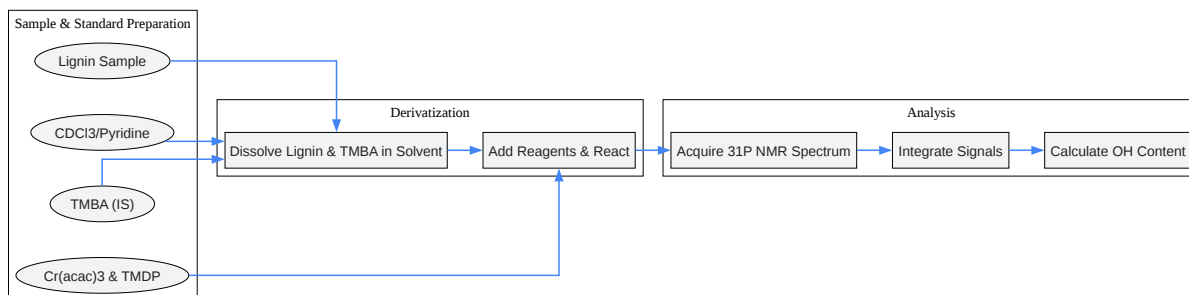 Sample & Standard Preparation
Lignin Sample
CDCl3/Pyridine
TMBA (IS)
Cr(acac)3 & TMDP
Derivatization
Dissolve Lignin & TMBA in Solvent
Add Reagents & React
Analysis
Acquire 31P NMR Spectrum
Integrate Signals
Calculate OH Content